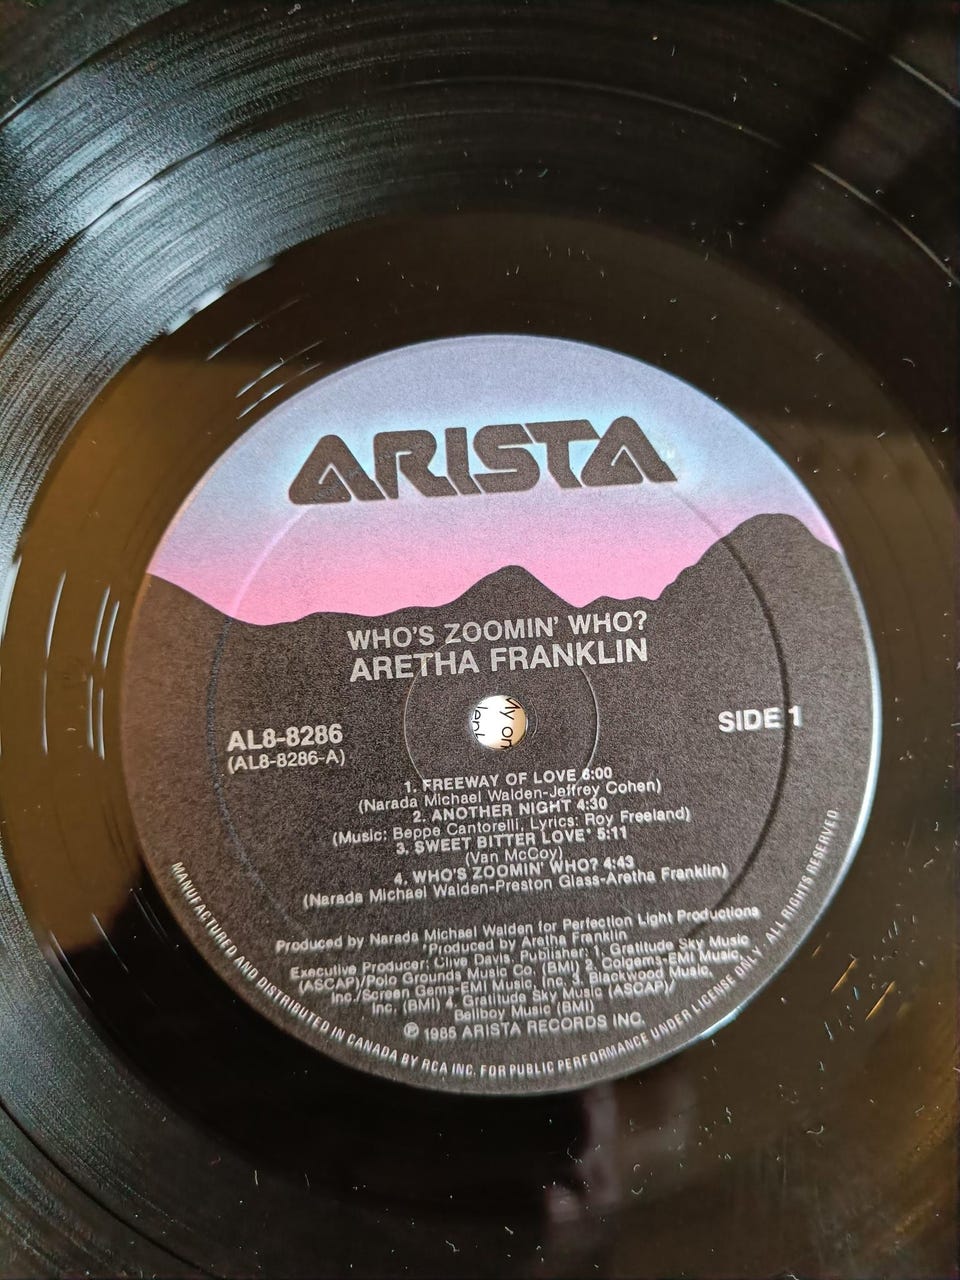 ARISTA
WHO'S ZOOMIN' WHO?
ARETHA FRANKLIN
AL8-8286
(AL8-8286-A)
SIDE 1
1. FREEWAY OF LOVE 6:00
(Narada Michael Walden-Jeffrey Cohen)
2. ANOTHER NIGHT 4:30
(Music: Beppe Cantorelli, Lyrics: Roy Freeland)
3. SWEET BITTER LOVE* 5:11
(Van McCoy)
4. WHO'S ZOOMIN' WHO? 4:43
(Narada Michael Walden-Preston Glass-Aretha Franklin)
Produced by Narada Michael Walden for Perfection Light Productions
*Produced by Aretha Franklin
Executive Producer: Clive Davis Publisher: 1. Gratitude Sky Music
(ASCAP)/Polo Grounds Music Co. (BMI) 2. Colgems-EMI Music,
Inc./Screen Gems-EMI Music, Inc. 3. Blackwood Music,
Inc. (BMI) 4. Gratitude Sky Music (ASCAP)/
Bellboy Music (BMI)
℗ 1985 ARISTA RECORDS INC.
MANUFACTURED AND DISTRIBUTED IN CANADA BY RCA INC. FOR PUBLIC PERFORMANCE UNDER LICENSE ONLY. ALL RIGHTS RESERVED
My on